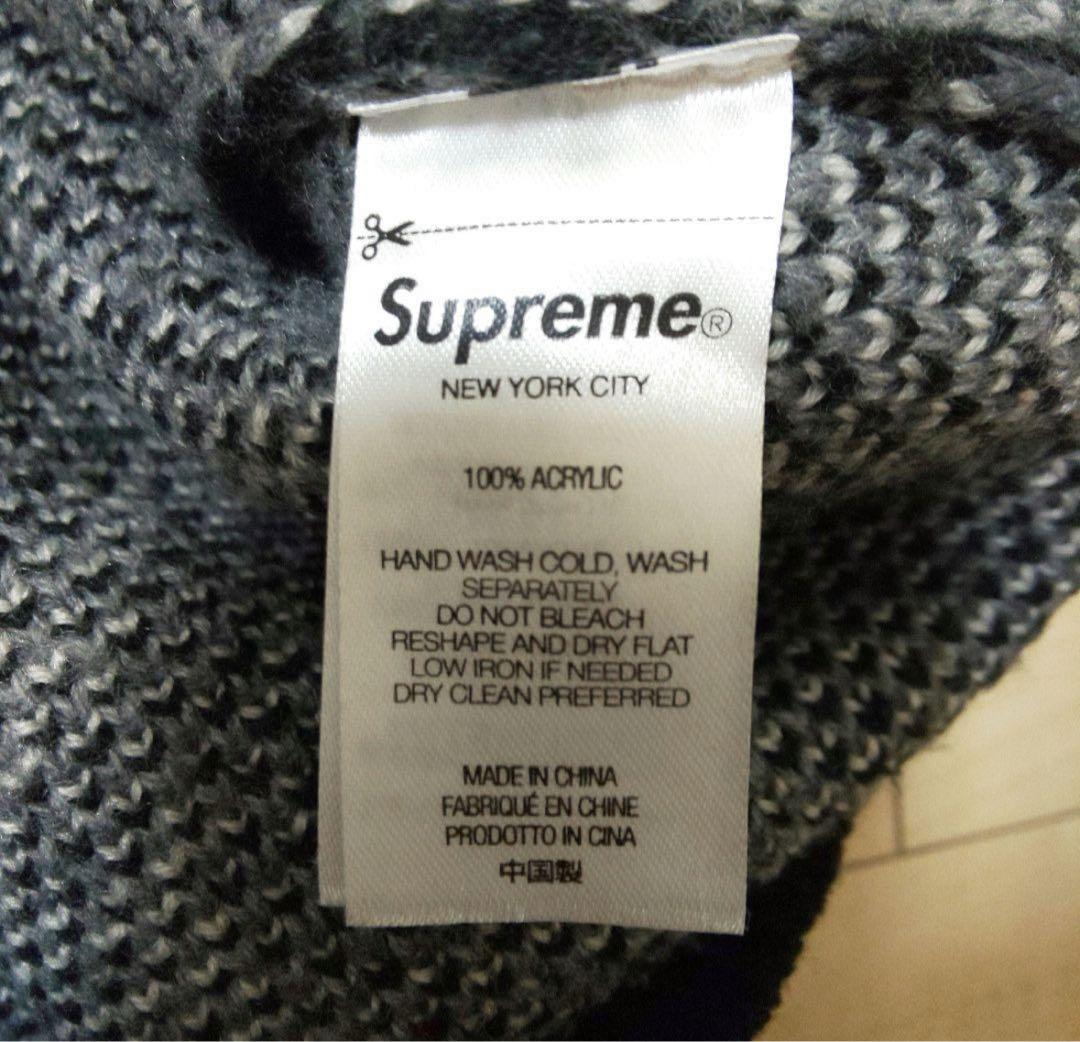 Supreme®
NEW YORK CITY
100% ACRYLIC
HAND WASH COLD, WASH
SEPARATELY
DO NOT BLEACH
RESHAPE AND DRY FLAT
LOW IRON IF NEEDED
DRY CLEAN PREFERRED
MADE IN CHINA
FABRIQUÉ EN CHINE
PRODOTTO IN CINA
中国製